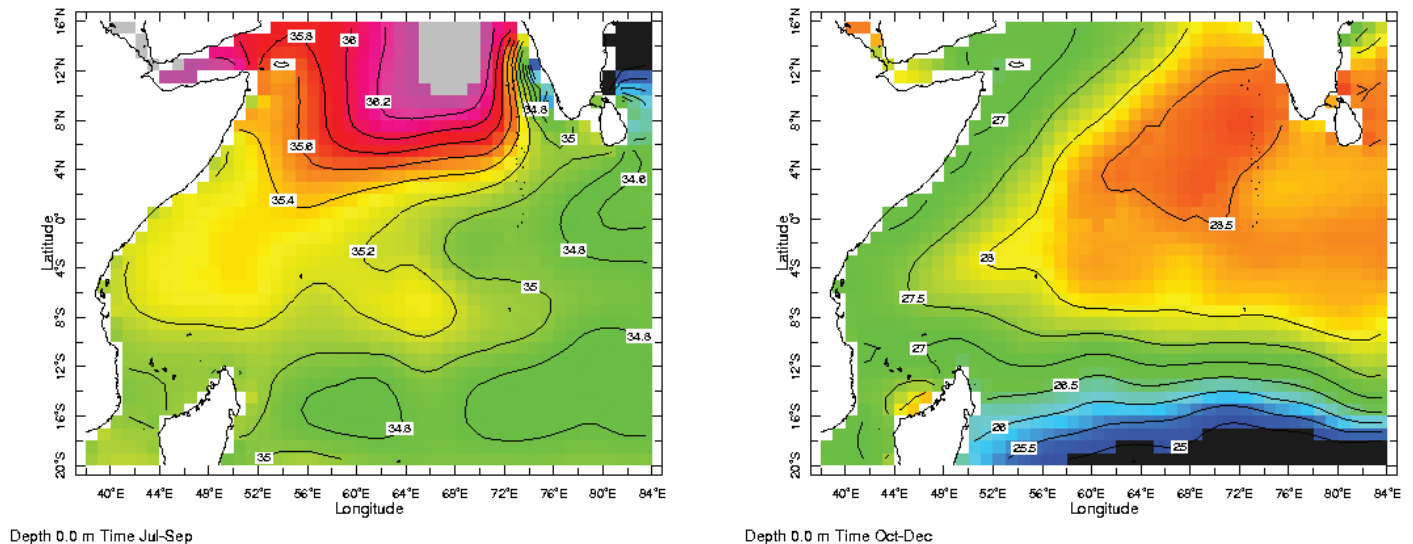 16°N
12°N
8°N
4°N
0°
4°S
8°S
12°S
16°S
20°S
Latitude
35.8
36
36.2
34.8
35
35.6
34.6
35.4
35.2
34.8
35
34.8
34.8
35
40°E 44°E 48°E 52°E 56°E 60°E 64°E 68°E 72°E 76°E 80°E
Longitude
Depth 0.0 m Time Jul-Sep
16°N
12°N
8°N
4°N
0°
4°S
8°S
12°S
16°S
20°S
Latitude
27
28.5
28
27.5
27
26.5
26
25.5
25
40°E 44°E 48°E 52°E 56°E 60°E 64°E 68°E 72°E 76°E 80°E 84°E
Longitude
Depth 0.0 m Time Oct-Dec